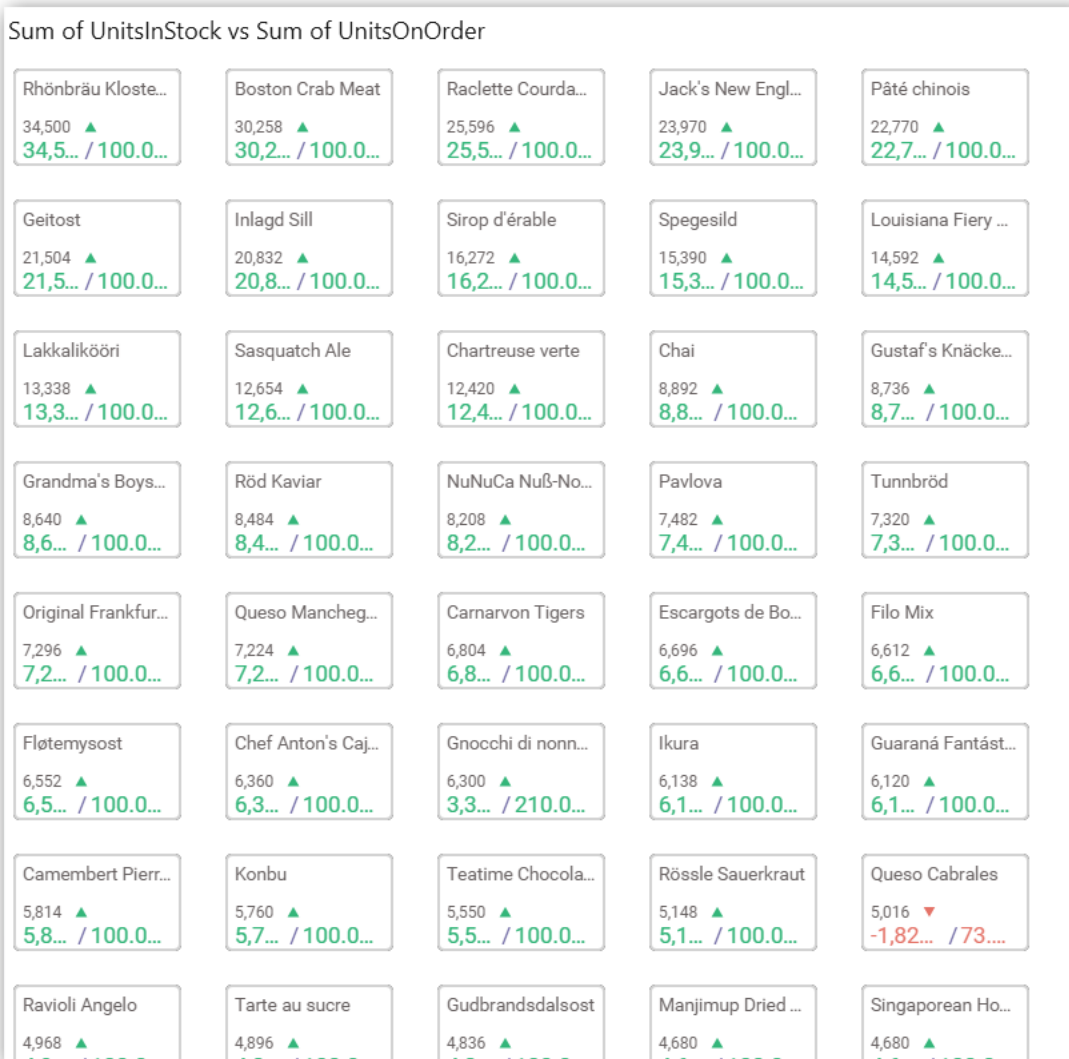 Sum of UnitsInStock vs Sum of UnitsOnOrder
Rhönbräu Kloste...
34,500 ▲
34,5... / 100.0...
Boston Crab Meat
30,258 ▲
30,2... / 100.0...
Raclette Courda...
25,596 ▲
25,5... / 100.0...
Jack's New Engl...
23,970 ▲
23,9... / 100.0...
Pâté chinois
22,770 ▲
22,7... / 100.0...
Geitost
21,504 ▲
21,5... / 100.0...
Inlagd Sill
20,832 ▲
20,8... / 100.0...
Sirop d'érable
16,272 ▲
16,2... / 100.0...
Spegesild
15,390 ▲
15,3... / 100.0...
Louisiana Fiery ...
14,592 ▲
14,5... / 100.0...
Lakkalikööri
13,338 ▲
13,3... / 100.0...
Sasquatch Ale
12,654 ▲
12,6... / 100.0...
Chartreuse verte
12,420 ▲
12,4... / 100.0...
Chai
8,892 ▲
8,8... / 100.0...
Gustaf's Knäcke...
8,736 ▲
8,7... / 100.0...
Grandma's Boys...
8,640 ▲
8,6... / 100.0...
Röd Kaviar
8,484 ▲
8,4... / 100.0...
NuNuCa Nuß-No...
8,208 ▲
8,2... / 100.0...
Pavlova
7,482 ▲
7,4... / 100.0...
Tunnbröd
7,320 ▲
7,3... / 100.0...
Original Frankfur...
7,296 ▲
7,2... / 100.0...
Queso Mancheg...
7,224 ▲
7,2... / 100.0...
Carnarvon Tigers
6,804 ▲
6,8... / 100.0...
Escargots de Bo...
6,696 ▲
6,6... / 100.0...
Filo Mix
6,612 ▲
6,6... / 100.0...
Fløtemysost
6,552 ▲
6,5... / 100.0...
Chef Anton's Caj...
6,360 ▲
6,3... / 100.0...
Gnocchi di nonn...
6,300 ▲
3,3... / 210.0...
Ikura
6,138 ▲
6,1... / 100.0...
Guaraná Fantást...
6,120 ▲
6,1... / 100.0...
Camembert Pierr...
5,814 ▲
5,8... / 100.0...
Konbu
5,760 ▲
5,7... / 100.0...
Teatime Chocola...
5,550 ▲
5,5... / 100.0...
Rössle Sauerkraut
5,148 ▲
5,1... / 100.0...
Queso Cabrales
5,016 ▼
-1,82... / 73....
Ravioli Angelo
4,968 ▲
Tarte au sucre
4,896 ▲
Gudbrandsdalsost
4,836 ▲
Manjimup Dried ...
4,680 ▲
Singaporean Ho...
4,680 ▲